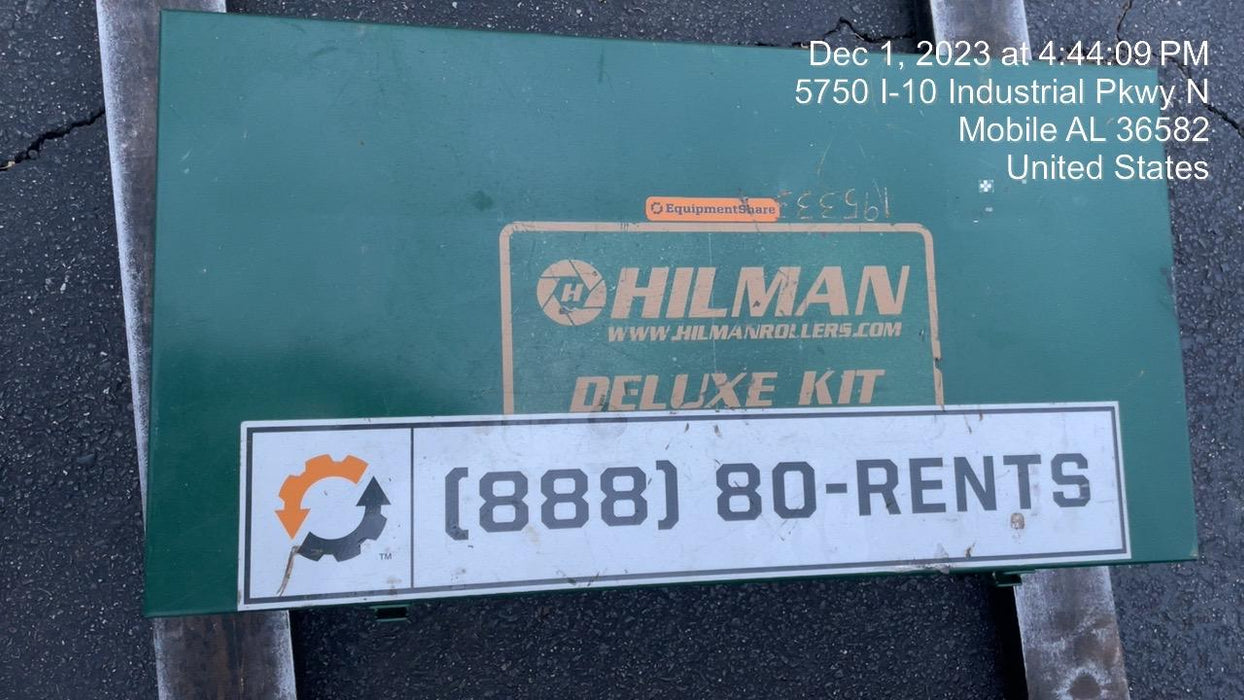 Dec 1, 2023 at 4:44:09 PM
5750 I-10 Industrial Pkwy N
Mobile AL 36582
United States
EquipmentShare
H HILMAN
WWW.HILMANROLLERS.COM
DELUXE KIT
(888) 80-RENTS
TM